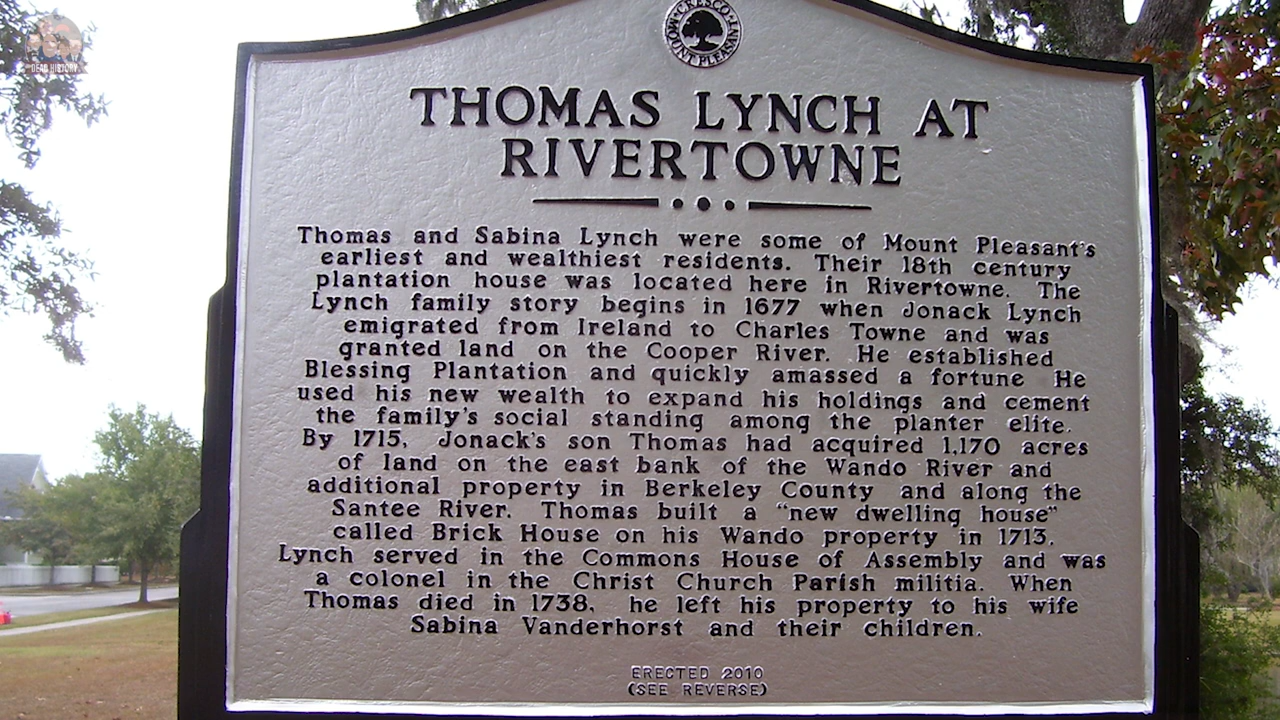 DEAD HISTORY
CRESCO
MOUNT PLEASANT
THOMAS LYNCH AT
RIVERTOWNE
Thomas and Sabina Lynch were some of Mount Pleasant's
earliest and wealthiest residents. Their 18th century
plantation house was located here in Rivertowne. The
Lynch family story begins in 1677 when Jonack Lynch
emigrated from Ireland to Charles Towne and was
granted land on the Cooper River. He established
Blessing Plantation and quickly amassed a fortune He
used his new wealth to expand his holdings and cement
the family's social standing among the planter elite.
By 1715, Jonack's son Thomas had acquired 1,170 acres
of land on the east bank of the Wando River and
additional property in Berkeley County and along the
Santee River. Thomas built a "new dwelling house"
called Brick House on his Wando property in 1713.
Lynch served in the Commons House of Assembly and was
a colonel in the Christ Church Parish militia. When
Thomas died in 1738, he left his property to his wife
Sabina Vanderhorst and their children.
ERECTED 2010
(SEE REVERSE)